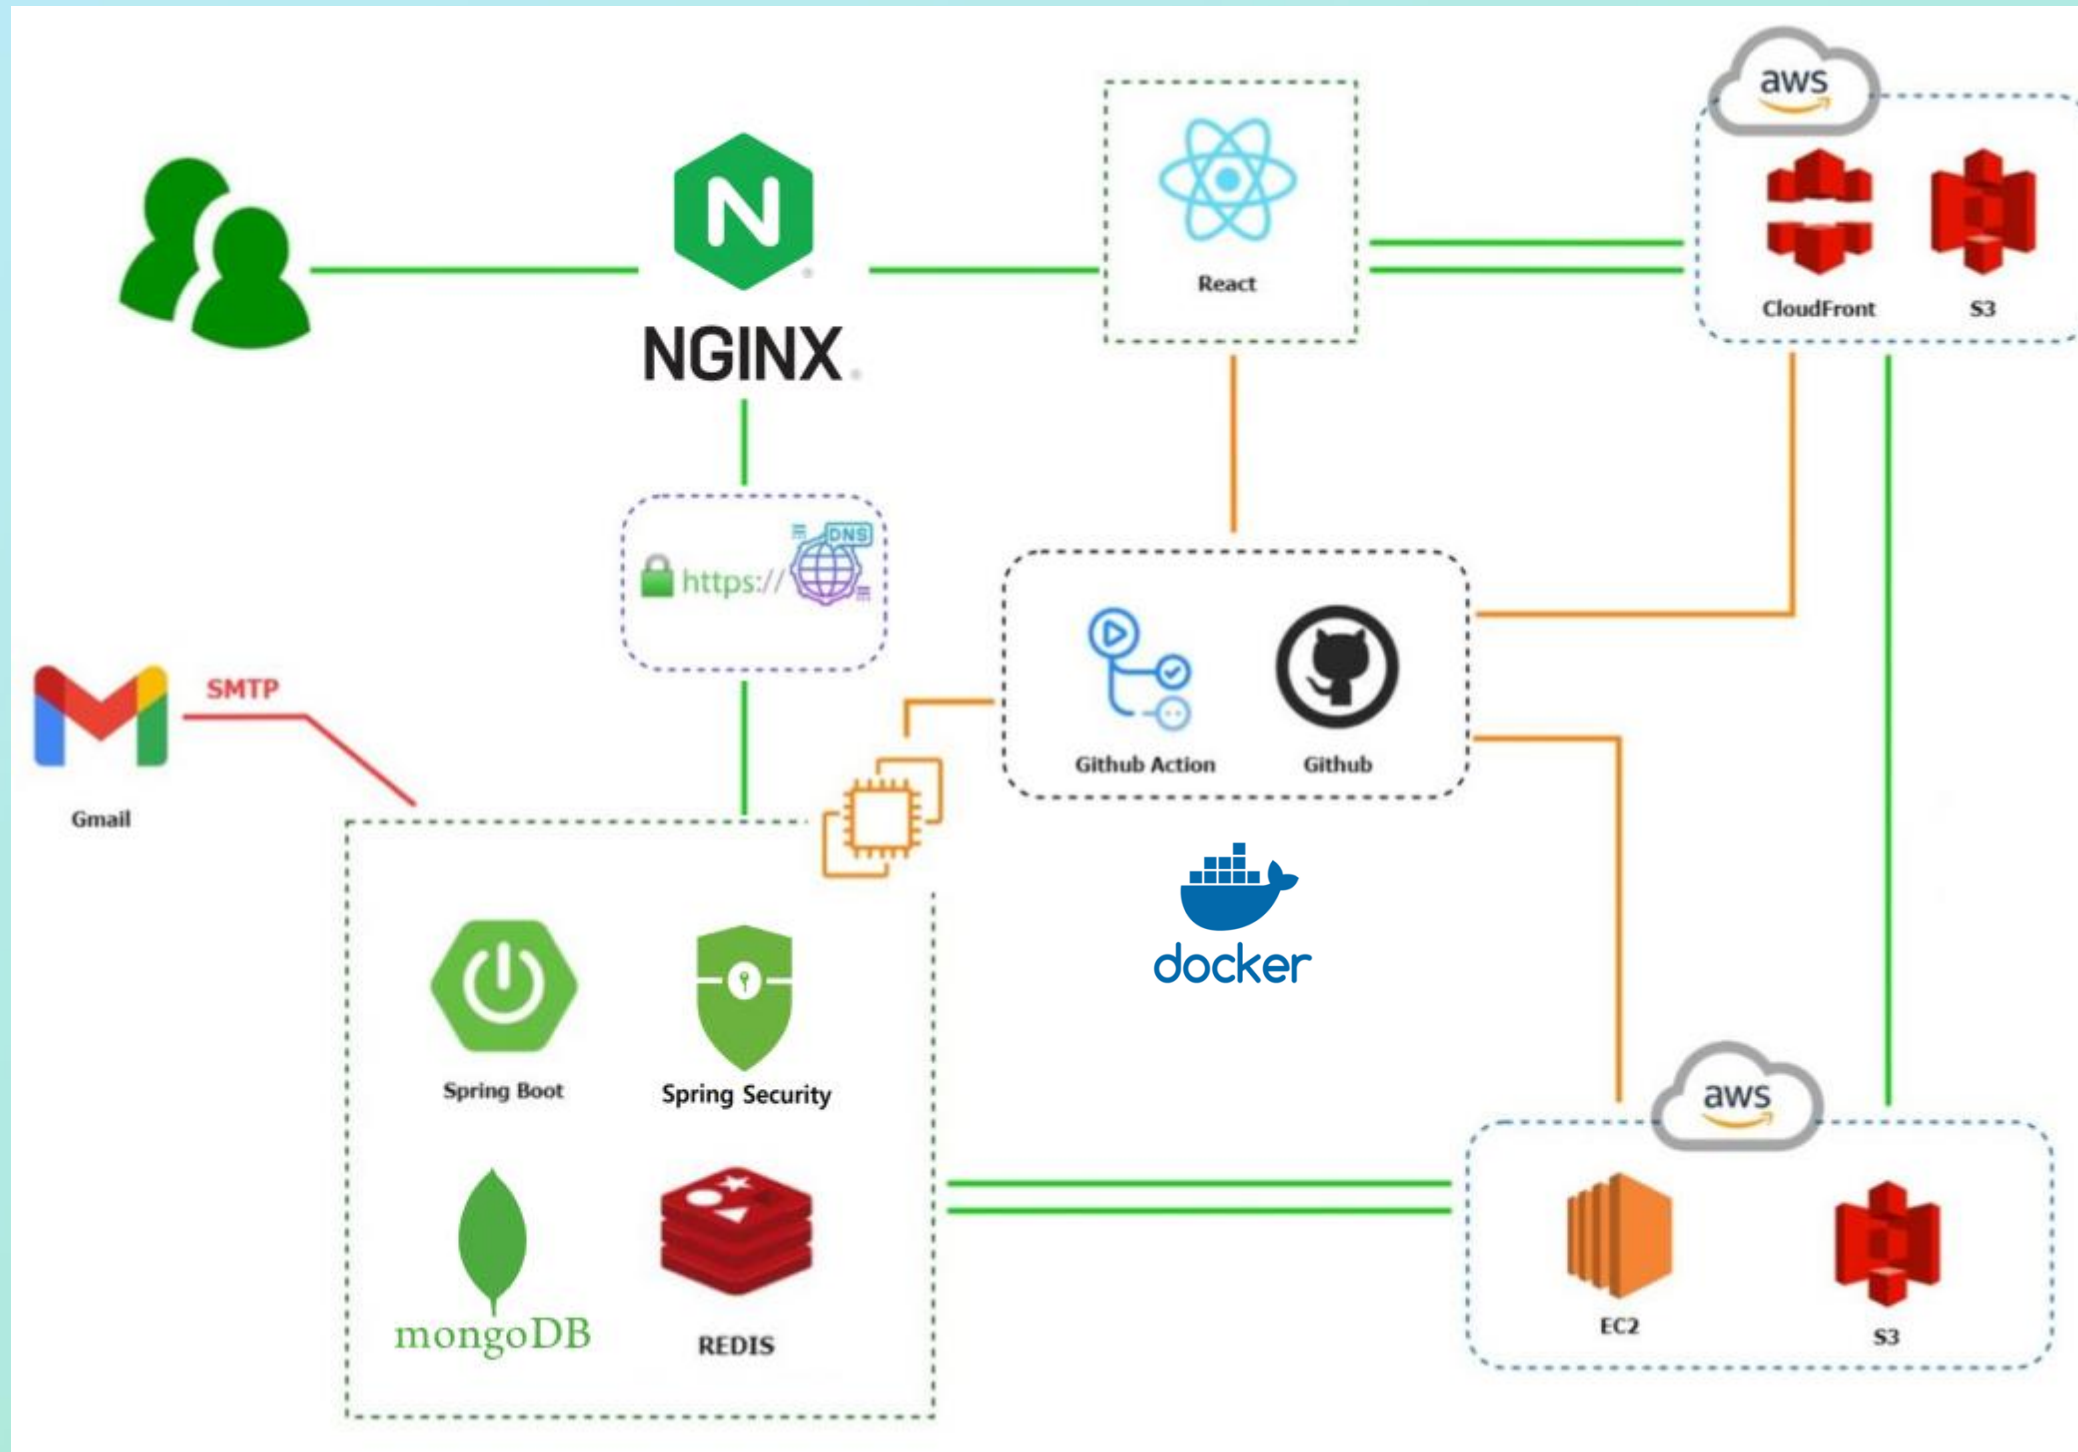 aws
React
CloudFront
S3
NGINX
DNS
https://
SMTP
Gmail
Github Action
Github
docker
Spring Boot
Spring Security
mongoDB
REDIS
aws
EC2
S3